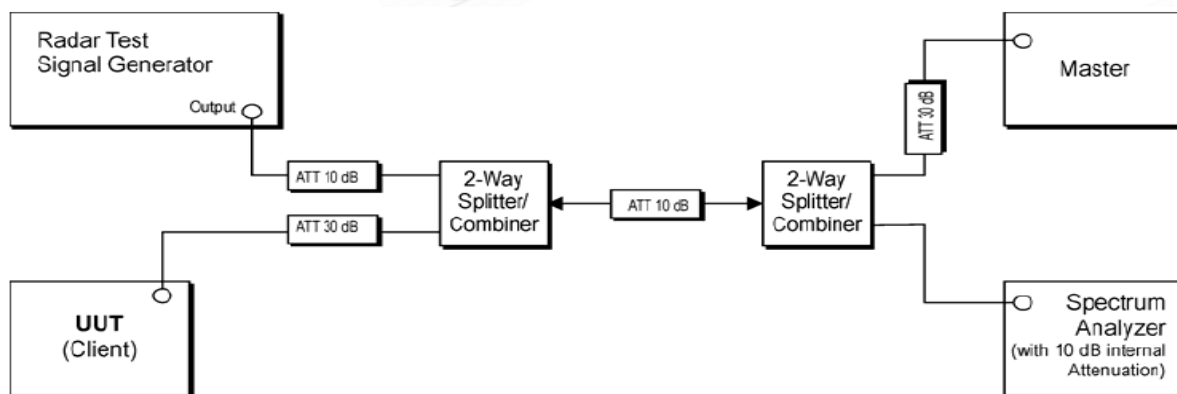 Radar Test
Signal Generator
Output
ATT 10 dB
ATT 30 dB
2-Way
Splitter/
Combiner
ATT 10 dB
2-Way
Splitter/
Combiner
ATT 30 dB
Master
UUT
(Client)
Spectrum
Analyzer
(with 10 dB internal
Attenuation)